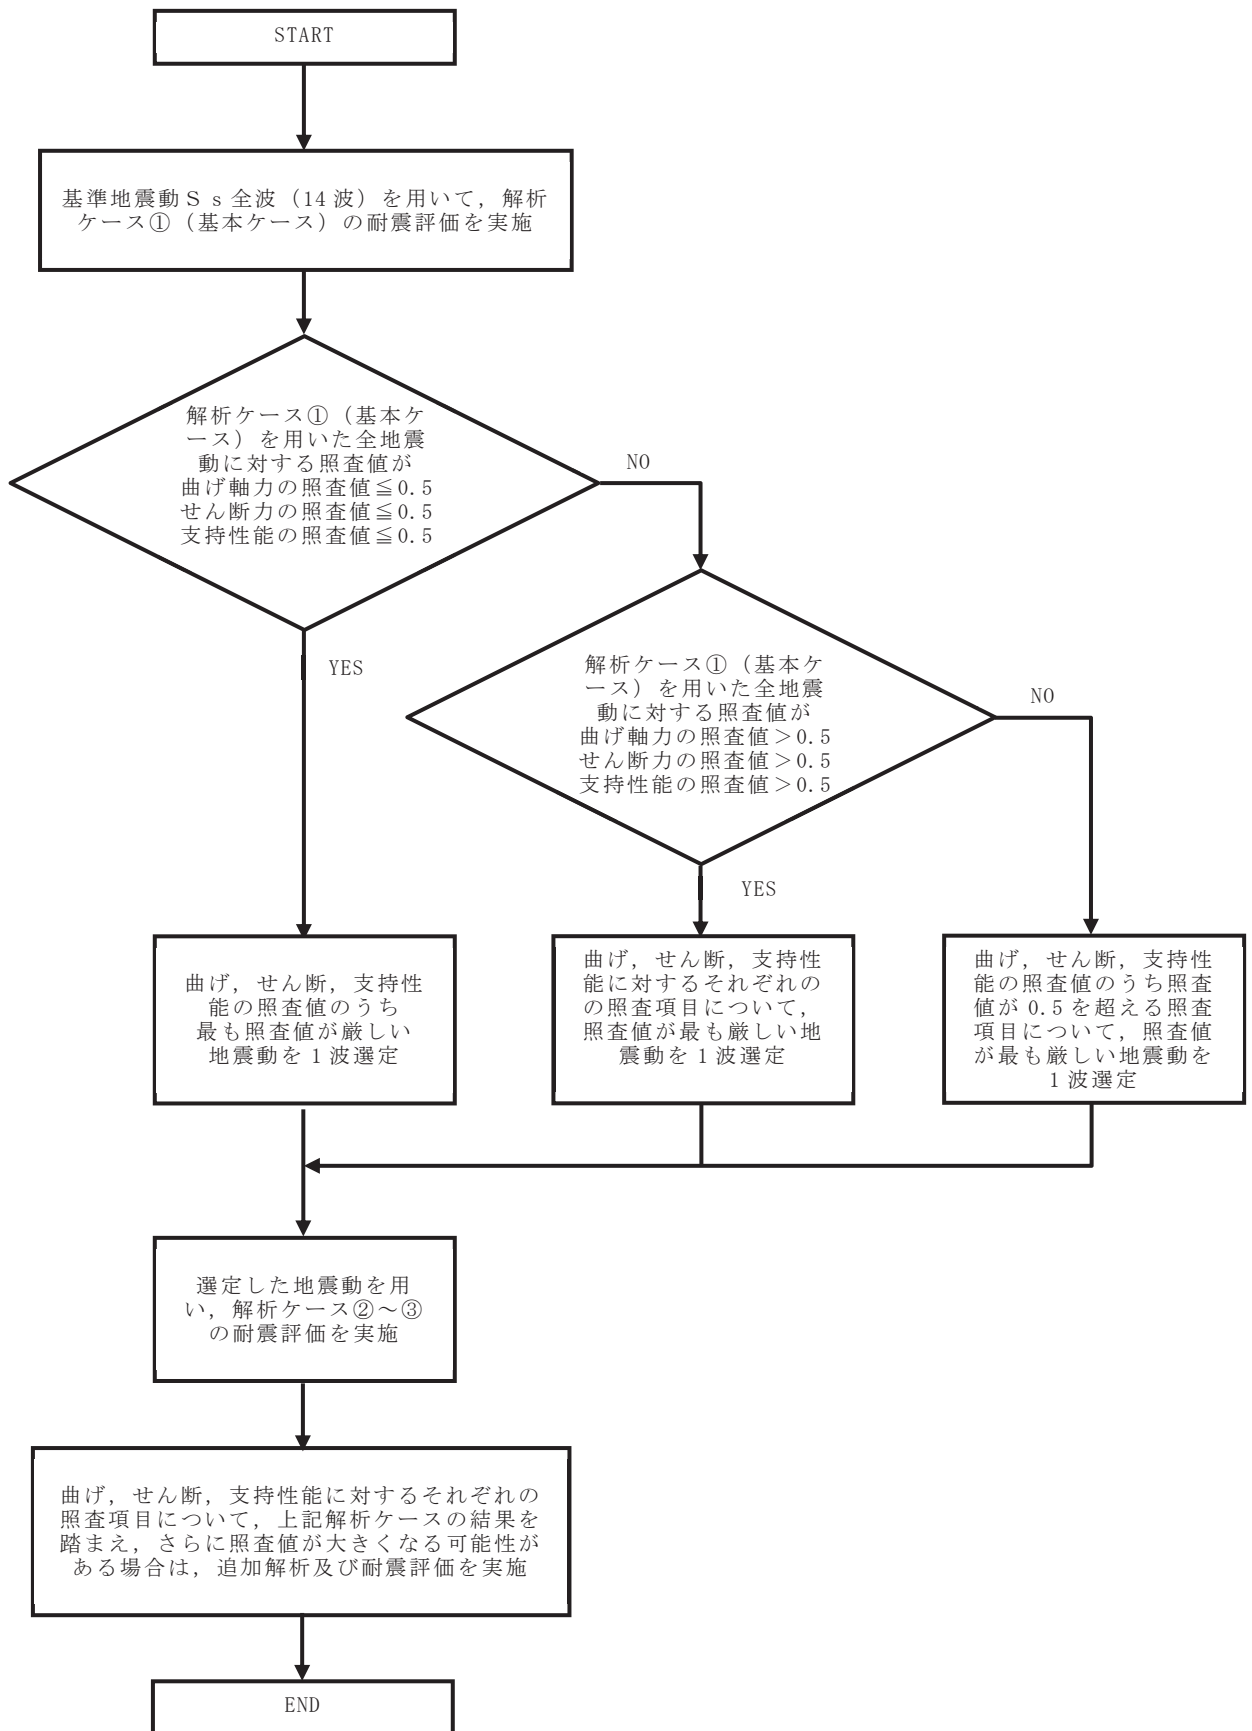 START
基準地震動Ｓｓ全波（14 波）を用いて，解析
ケース①（基本ケース）の耐震評価を実施
解析ケース①（基本ケ
ース）を用いた全地震
動に対する照査値が
曲げ軸力の照査値≦0.5
せん断力の照査値≦0.5
支持性能の照査値≦0.5
NO
YES
解析ケース①（基本ケ
ース）を用いた全地震
動に対する照査値が
曲げ軸力の照査値＞0.5
せん断力の照査値＞0.5
支持性能の照査値＞0.5
NO
YES
曲げ，せん断，支持性
能の照査値のうち
最も照査値が厳しい
地震動を 1 波選定
曲げ，せん断，支持性
能に対するそれぞれの
の照査項目について，
照査値が最も厳しい地
震動を 1 波選定
曲げ，せん断，支持性
能の照査値のうち照査
値が 0.5 を超える照査
項目について，照査値
が最も厳しい地震動を
1 波選定
選定した地震動を用
い，解析ケース②～③
の耐震評価を実施
曲げ，せん断，支持性能に対するそれぞれの
照査項目について，上記解析ケースの結果を
踏まえ，さらに照査値が大きくなる可能性が
ある場合は，追加解析及び耐震評価を実施
END